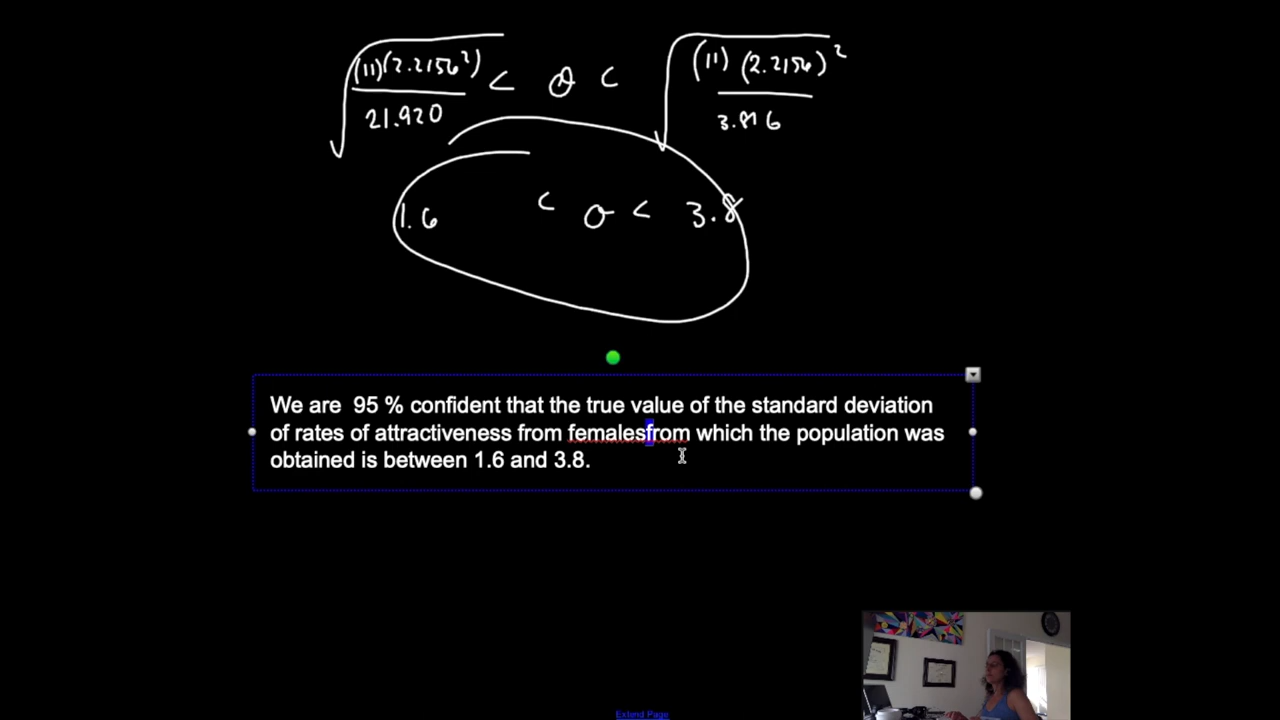 √((11)(2.2156²)/21.920) < σ < √((11)(2.2156)²/3.816)
1.6 < σ < 3.8
We are 95 % confident that the true value of the standard deviation
of rates of attractiveness from femalesfrom which the population was
obtained is between 1.6 and 3.8.
Extend Page